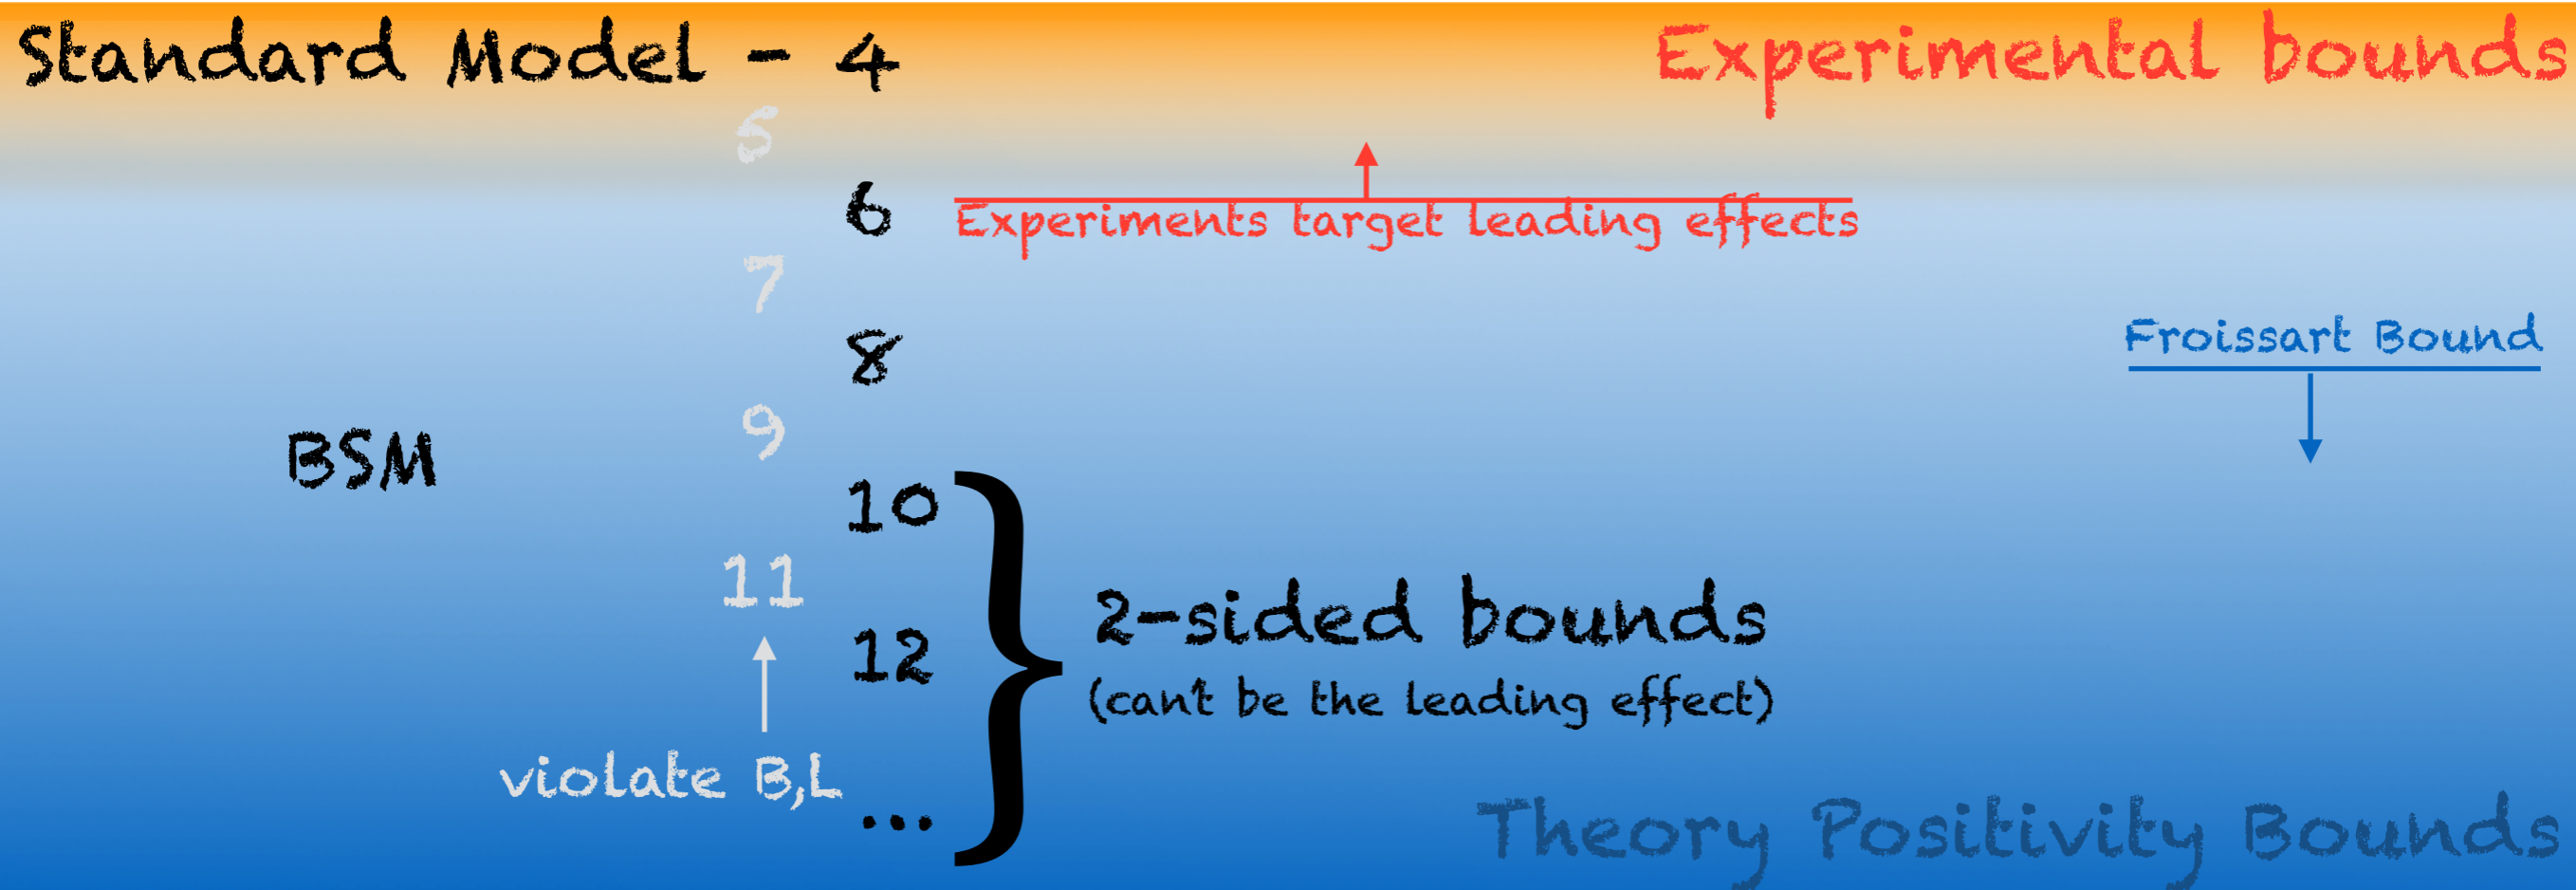 Standard Model - 4
Experimental bounds
5
6
Experiments target leading effects
7
Froissart Bound
8
9
BSM
10
11
2-sided bounds
12
(can't be the leading effect)
violate B,L
...
Theory Positivity Bounds